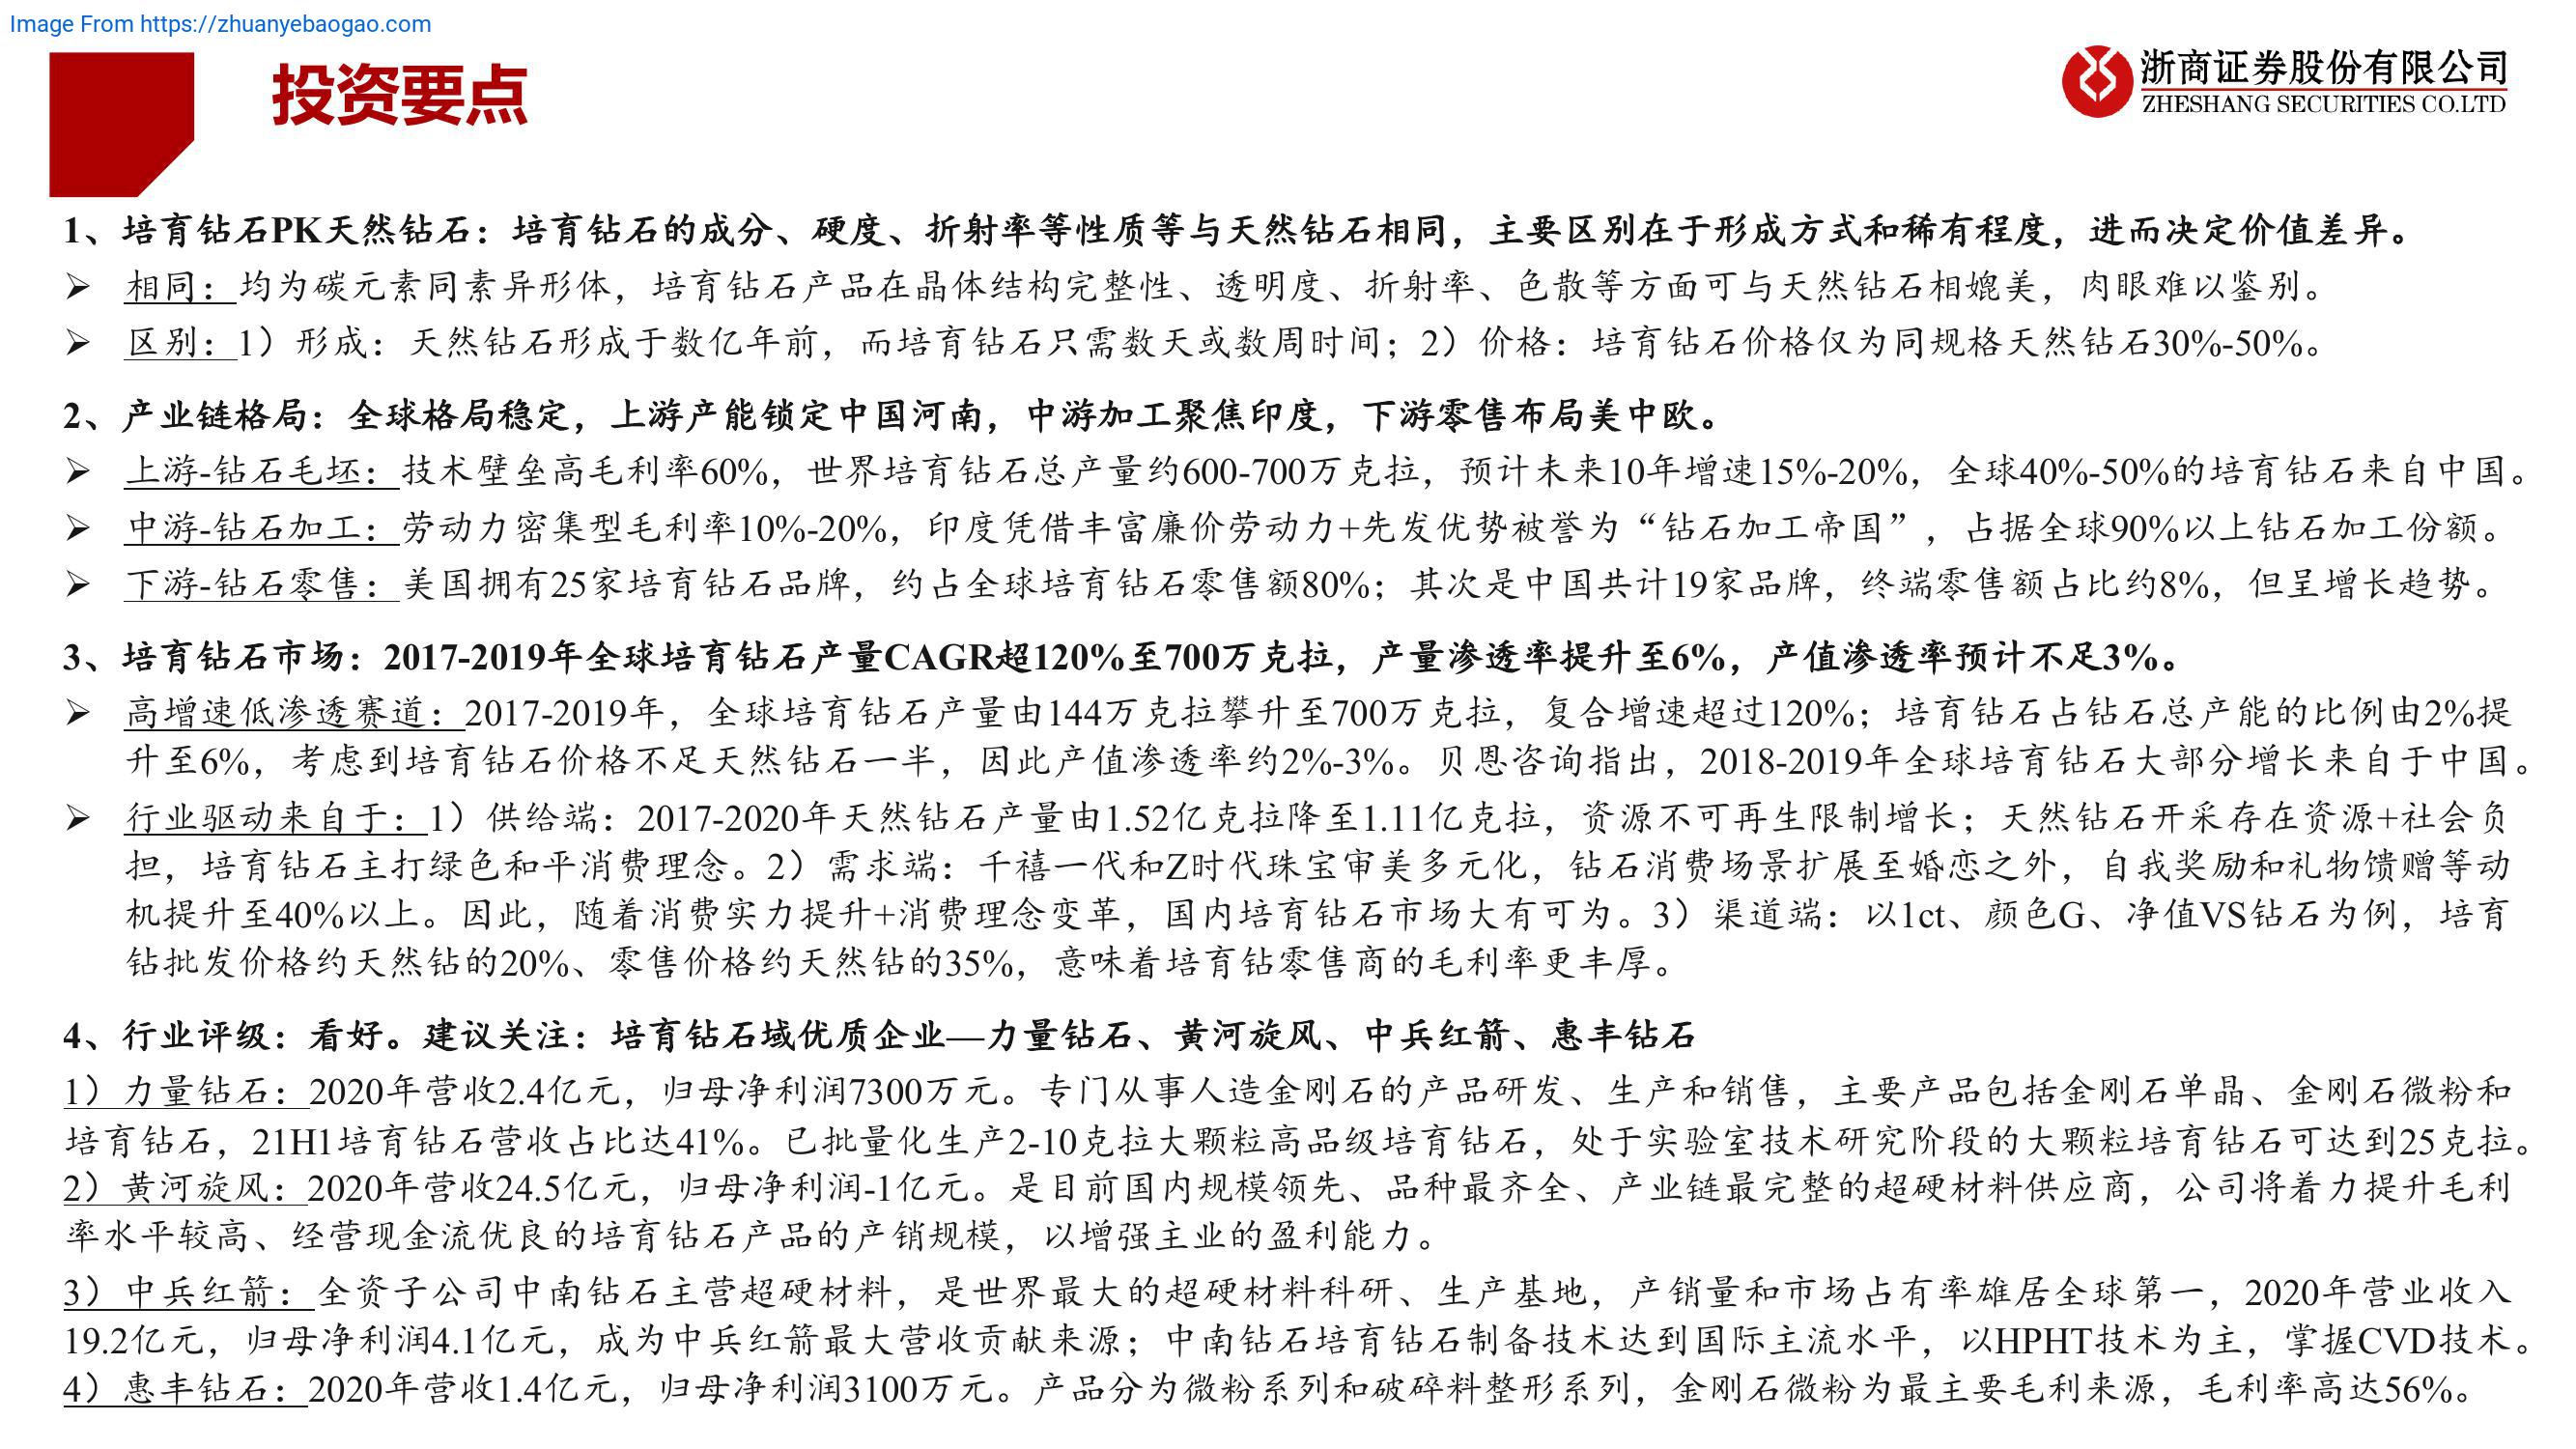 Image From https://zhuanyebaogao.com
投资要点
浙商证券股份有限公司
ZHESHANG SECURITIES CO.LTD
1、培育钻石PK天然钻石：培育钻石的成分、硬度、折射率等性质等与天然钻石相同，主要区别在于形成方式和稀有程度，进而决定价值差异。
➢ 相同：均为碳元素同素异形体，培育钻石产品在晶体结构完整性、透明度、折射率、色散等方面可与天然钻石相媲美，肉眼难以鉴别。
➢ 区别：1）形成：天然钻石形成于数亿年前，而培育钻石只需数天或数周时间；2）价格：培育钻石价格仅为同规格天然钻石30%-50%。
2、产业链格局：全球格局稳定，上游产能锁定中国河南，中游加工聚焦印度，下游零售布局美中欧。
➢ 上游-钻石毛坯：技术壁垒高毛利率60%，世界培育钻石总产量约600-700万克拉，预计未来10年增速15%-20%，全球40%-50%的培育钻石来自中国。
➢ 中游-钻石加工：劳动力密集型毛利率10%-20%，印度凭借丰富廉价劳动力+先发优势被誉为“钻石加工帝国”，占据全球90%以上钻石加工份额。
➢ 下游-钻石零售：美国拥有25家培育钻石品牌，约占全球培育钻石零售额80%；其次是中国共计19家品牌，终端零售额占比约8%，但呈增长趋势。
3、培育钻石市场：2017-2019年全球培育钻石产量CAGR超120%至700万克拉，产量渗透率提升至6%，产值渗透率预计不足3%。
➢ 高增速低渗透赛道：2017-2019年，全球培育钻石产量由144万克拉攀升至700万克拉，复合增速超过120%；培育钻石占钻石总产能的比例由2%提
升至6%，考虑到培育钻石价格不足天然钻石一半，因此产值渗透率约2%-3%。贝恩咨询指出，2018-2019年全球培育钻石大部分增长来自于中国。
➢ 行业驱动来自于：1）供给端：2017-2020年天然钻石产量由1.52亿克拉降至1.11亿克拉，资源不可再生限制增长；天然钻石开采存在资源+社会负
担，培育钻石主打绿色和平消费理念。2）需求端：千禧一代和Z时代珠宝审美多元化，钻石消费场景扩展至婚恋之外，自我奖励和礼物馈赠等动
机提升至40%以上。因此，随着消费实力提升+消费理念变革，国内培育钻石市场大有可为。3）渠道端：以1ct、颜色G、净值VS钻石为例，培育
钻批发价格约天然钻的20%、零售价格约天然钻的35%，意味着培育钻零售商的毛利率更丰厚。
4、行业评级：看好。建议关注：培育钻石域优质企业—力量钻石、黄河旋风、中兵红箭、惠丰钻石
1）力量钻石：2020年营收2.4亿元，归母净利润7300万元。专门从事人造金刚石的产品研发、生产和销售，主要产品包括金刚石单晶、金刚石微粉和
培育钻石，21H1培育钻石营收占比达41%。已批量化生产2-10克拉大颗粒高品级培育钻石，处于实验室技术研究阶段的大颗粒培育钻石可达到25克拉。
2）黄河旋风：2020年营收24.5亿元，归母净利润-1亿元。是目前国内规模领先、品种最齐全、产业链最完整的超硬材料供应商，公司将着力提升毛利
率水平较高、经营现金流优良的培育钻石产品的产销规模，以增强主业的盈利能力。
3）中兵红箭：全资子公司中南钻石主营超硬材料，是世界最大的超硬材料科研、生产基地，产销量和市场占有率雄居全球第一，2020年营业收入
19.2亿元，归母净利润4.1亿元，成为中兵红箭最大营收贡献来源；中南钻石培育钻石制备技术达到国际主流水平，以HPHT技术为主，掌握CVD技术。
4）惠丰钻石：2020年营收1.4亿元，归母净利润3100万元。产品分为微粉系列和破碎料整形系列，金刚石微粉为最主要毛利来源，毛利率高达56%。